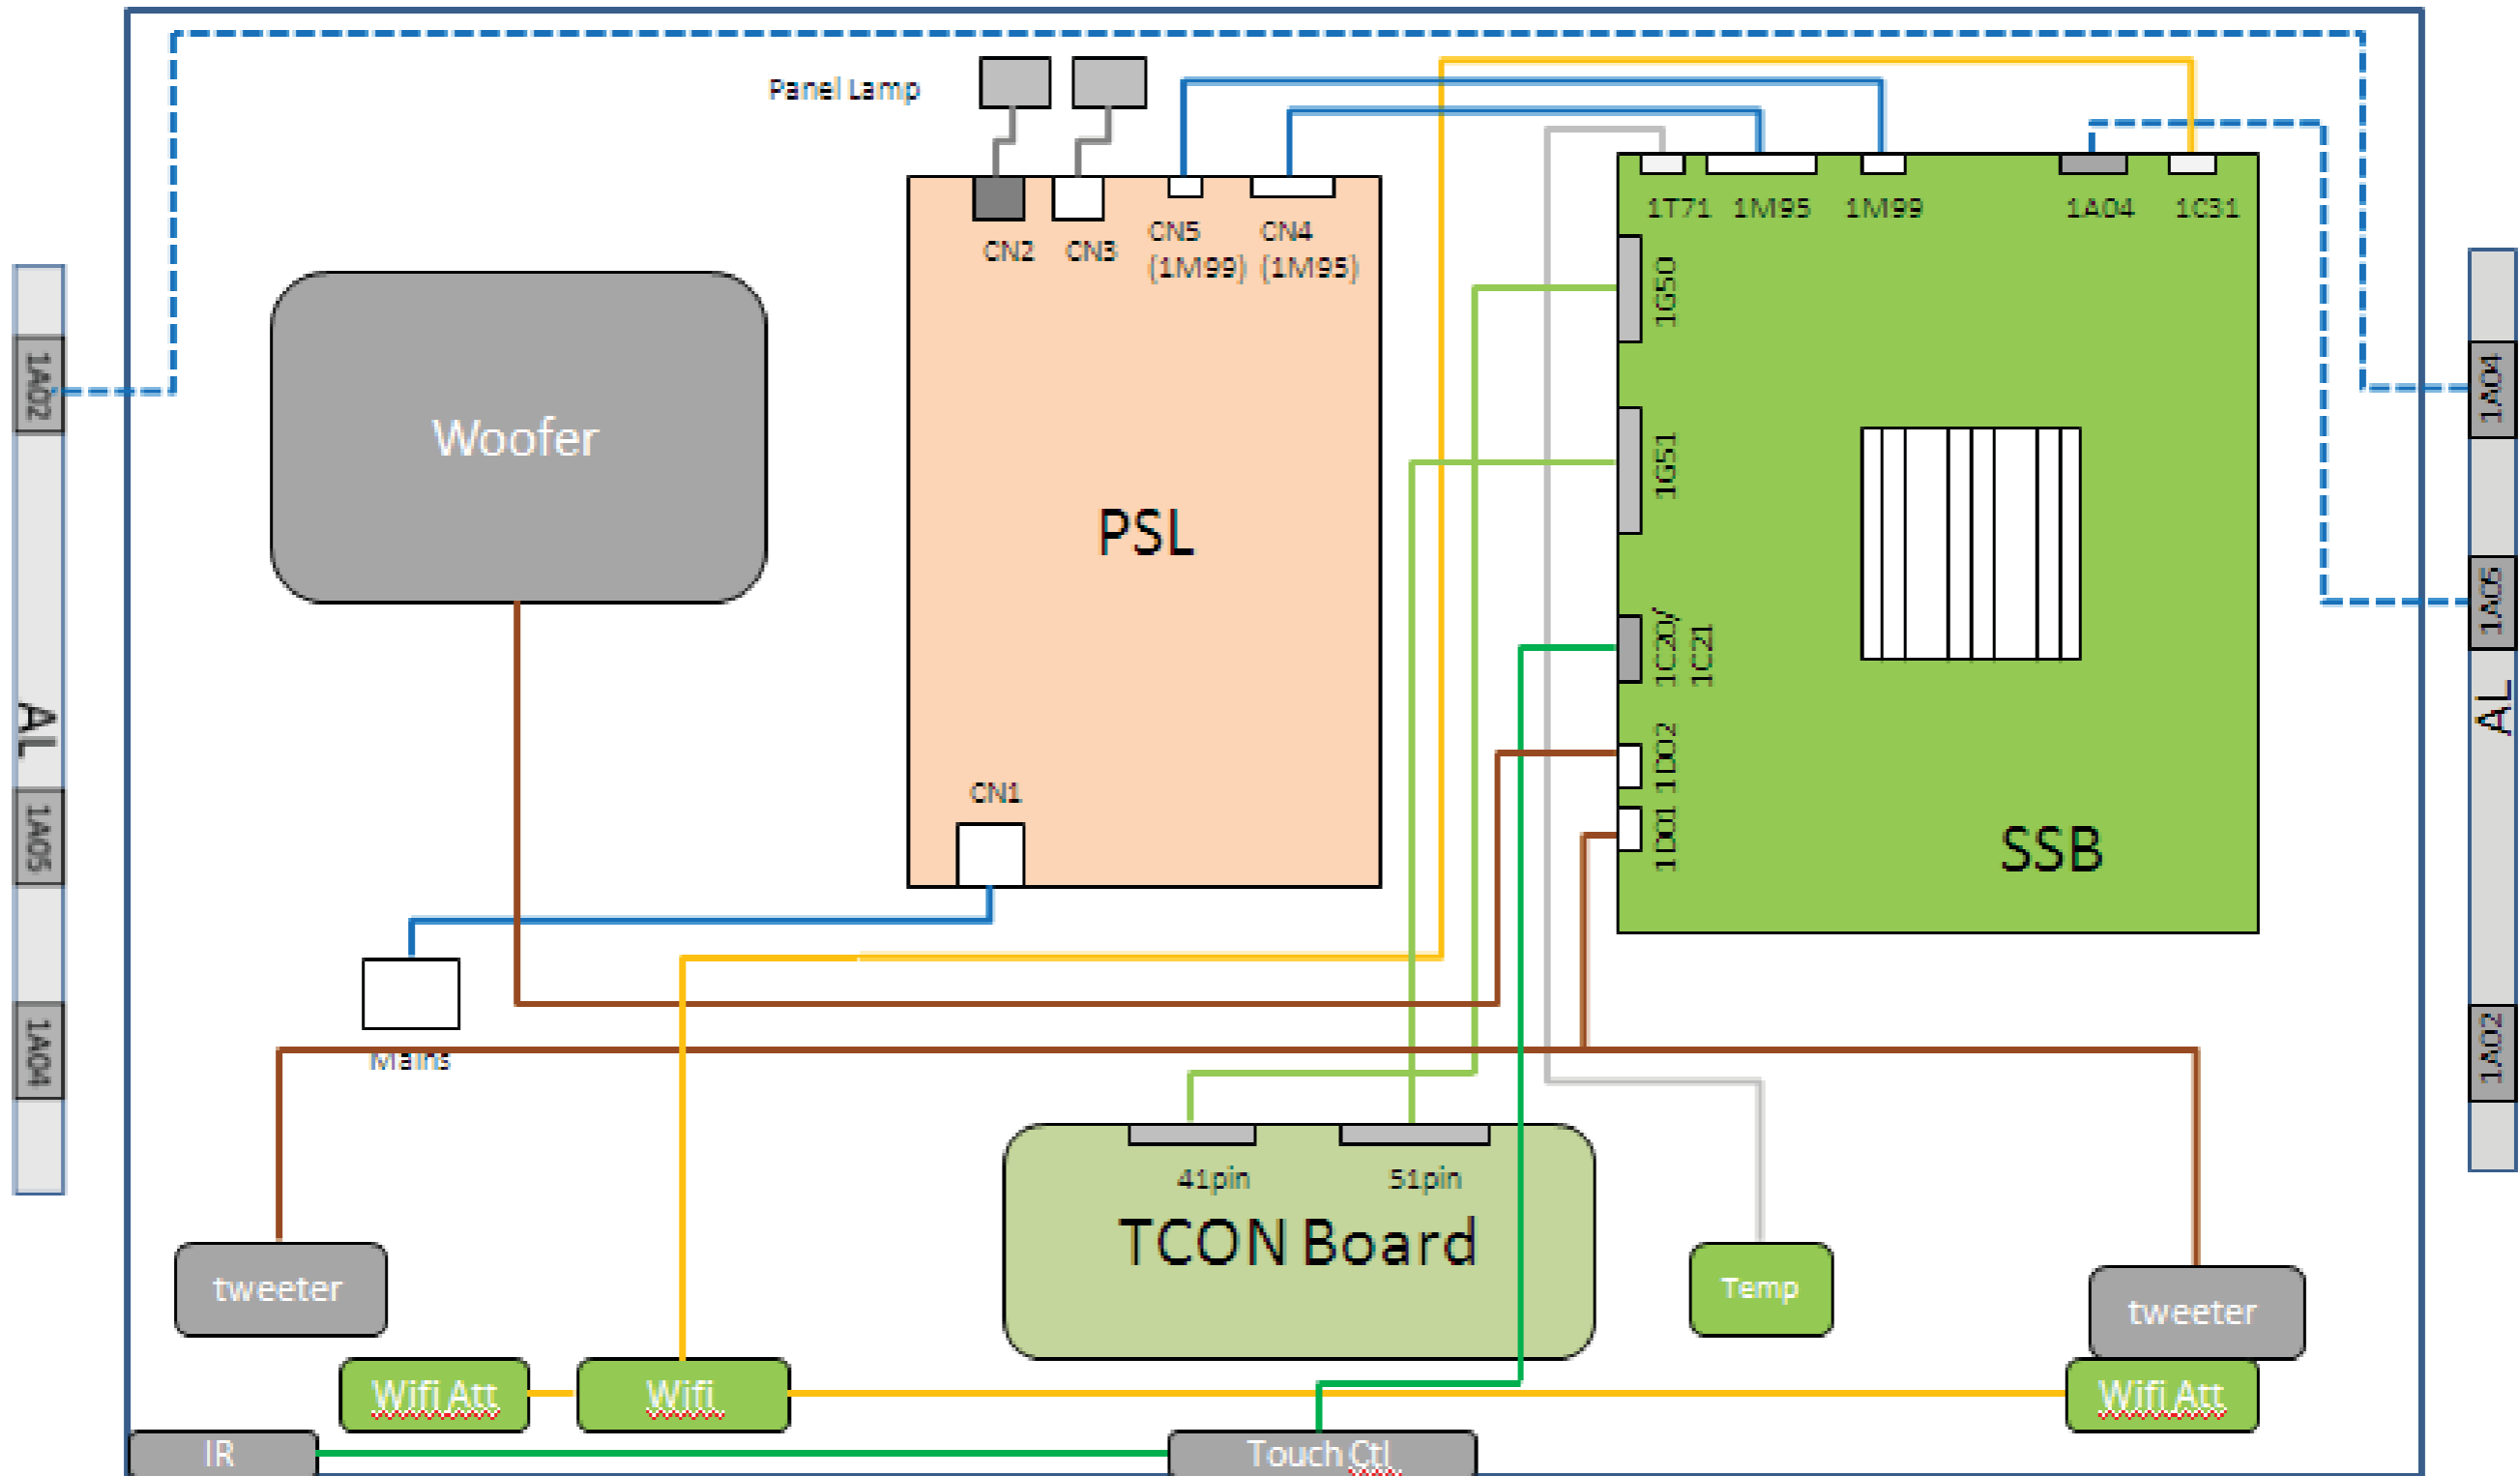 Panel Lamp
CN2
CN3
CN5
(1M99)
CN4
(1M95)
1T71
1M95
1M99
1A04
1C31
1G50
1G51
1C20/
1C21
1D02
1D01
SSB
PSL
CN1
Woofer
1A02
AL
1A05
1A04
1A04
1A05
AL
1A02
Mains
41pin
51pin
TCON Board
Temp
tweeter
tweeter
Wifi Att
Wifi
Wifi Att
IR
Touch Ctl